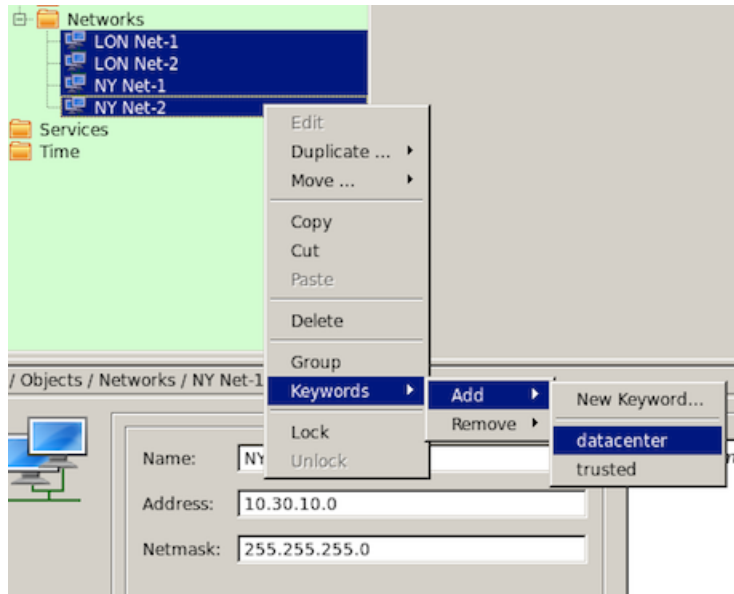 Networks
LON Net-1
LON Net-2
NY Net-1
NY Net-2
Services
Time
Edit
Duplicate ...
Move ...
Copy
Cut
Paste
Delete
Group
Keywords
Lock
Unlock
Add
Remove
New Keyword...
datacenter
trusted
/ Objects / Networks / NY Net-1
Name: NY
Address: 10.30.10.0
Netmask: 255.255.255.0